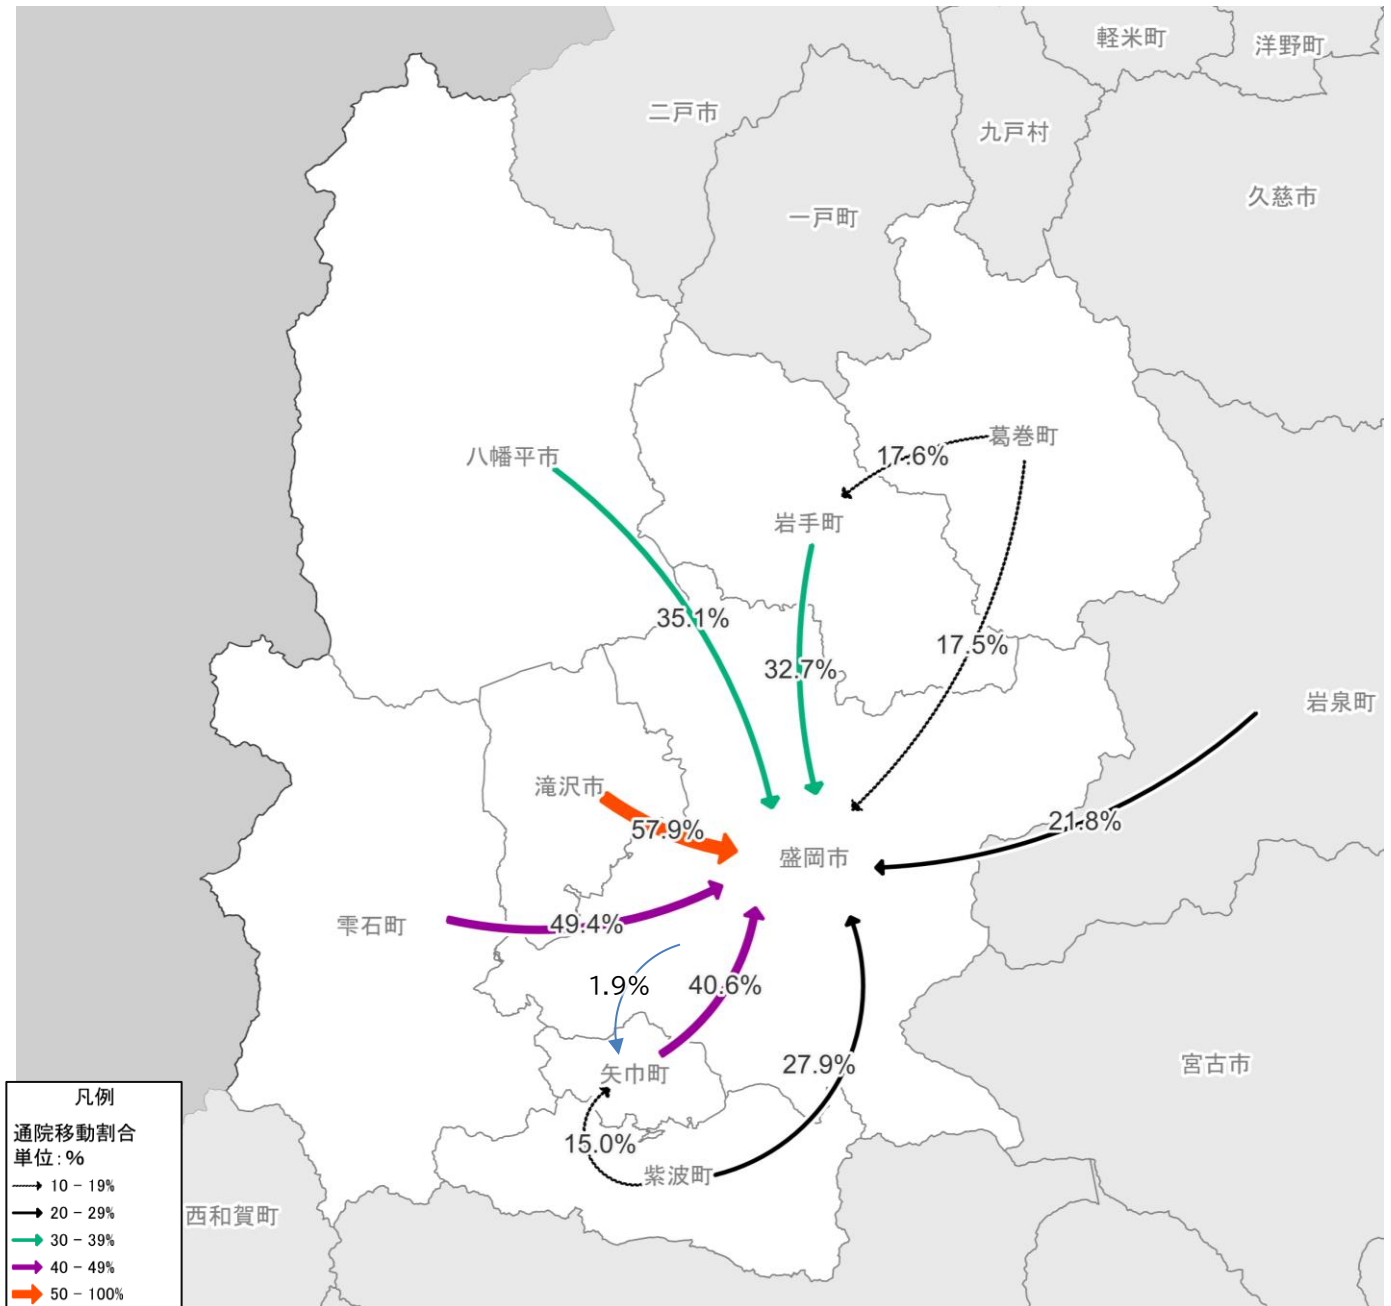 軽米町
洋野町
二戸市
九戸村
久慈市
一戸町
葛巻町
八幡平市
17.6%
岩手町
35.1%
17.5%
32.7%
岩泉町
滝沢市
57.9%
21.8%
盛岡市
雫石町
49.4%
1.9%
40.6%
27.9%
宮古市
矢巾町
15.0%
紫波町
西和賀町
凡例
通院移動割合
単位:%
10 - 19%
20 - 29%
30 - 39%
40 - 49%
50 - 100%